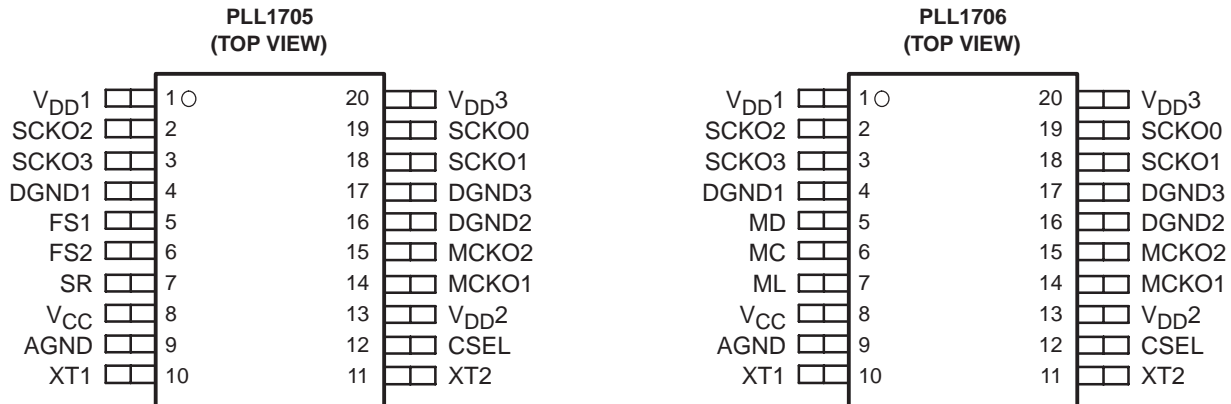 PLL1705
(TOP VIEW)
VDD1 1 20 VDD3
SCKO2 2 19 SCKO0
SCKO3 3 18 SCKO1
DGND1 4 17 DGND3
FS1 5 16 DGND2
FS2 6 15 MCKO2
SR 7 14 MCKO1
VCC 8 13 VDD2
AGND 9 12 CSEL
XT1 10 11 XT2
PLL1706
(TOP VIEW)
VDD1 1 20 VDD3
SCKO2 2 19 SCKO0
SCKO3 3 18 SCKO1
DGND1 4 17 DGND3
MD 5 16 DGND2
MC 6 15 MCKO2
ML 7 14 MCKO1
VCC 8 13 VDD2
AGND 9 12 CSEL
XT1 10 11 XT2